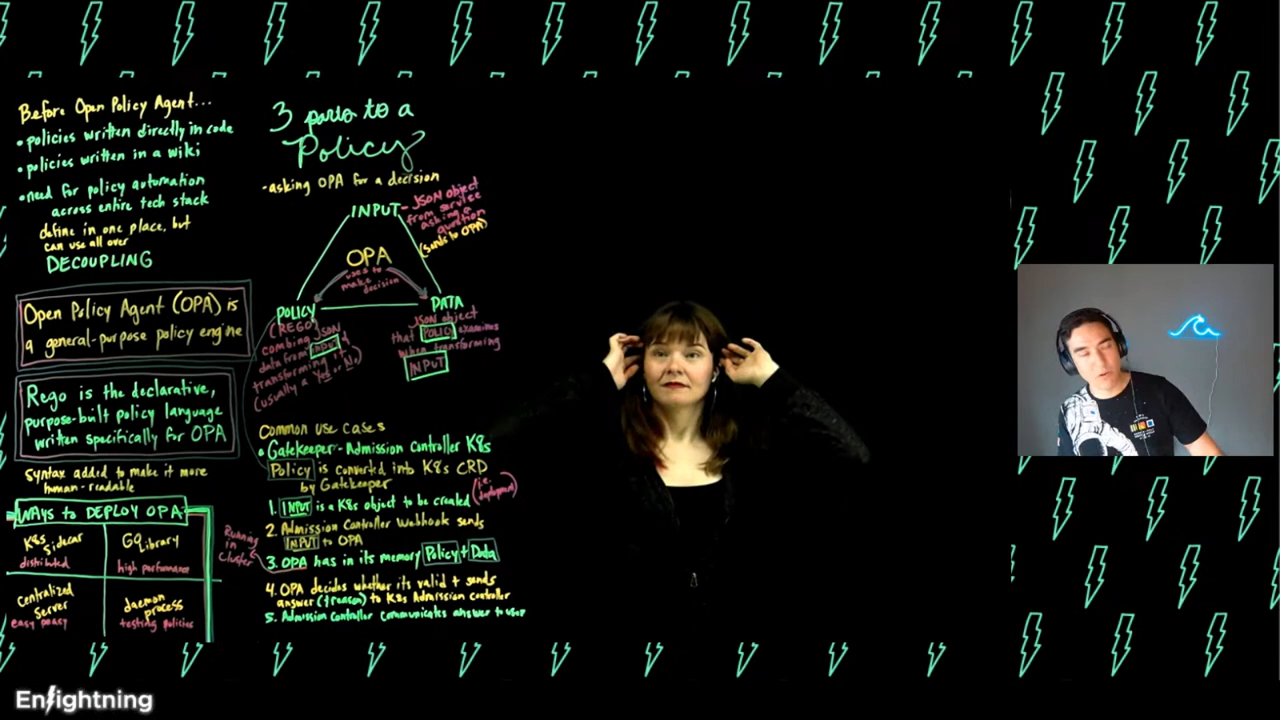 Before Open Policy Agent...
• policies written directly in code
• policies written in a wiki
• need for policy automation
across entire tech stack
define in one place, but
can use all over
DECOUPLING
Open Policy Agent (OPA) is
a general-purpose policy engine
Rego is the declarative,
purpose-built policy language
written specifically for OPA
Syntax added to make it more
human-readable
WAYS to DEPLOY OPA
K8s Sidecar
distributed
GO Library
high performance
centralized
server
easy peasy
daemon
process
testing policies
3 parts to a
Policy
- asking OPA for a decision
INPUT - JSON object
from service
asking a
question
(sends to OPA)
OPA
uses to
make
decision
POLICY
(REGO)
combining JSON
data from INPUT &
transforming it
(usually a Yes or No)
DATA
JSON object
that POLICY examines
when transforming
INPUT
Common Use Cases
• Gatekeeper - Admission Controller K8s
Policy is converted into K8s CRD
by Gatekeeper
1. INPUT is a K8s object to be created (i.e. deployment)
2. Admission Controller Webhook sends
INPUT to OPA
Running
in
Cluster
3. OPA has in its memory Policy + Data
4. OPA decides whether its valid + sends
answer (+reason) to K8s Admission Controller
5. Admission Controller communicates answer to user
Enlightning